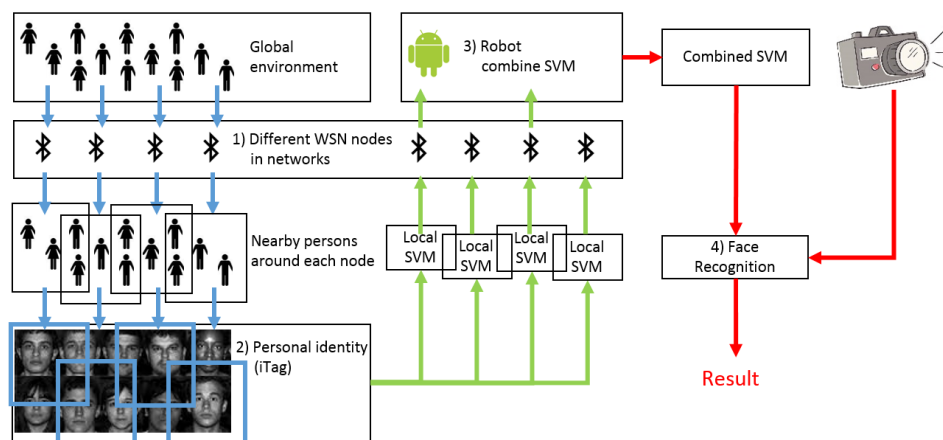 Global
environment
3) Robot
combine SVM
Combined SVM
1) Different WSN nodes
in networks
Nearby persons
around each node
Local
SVM
Local
SVM
Local
SVM
Local
SVM
4) Face
Recognition
2) Personal identity
(iTag)
Result